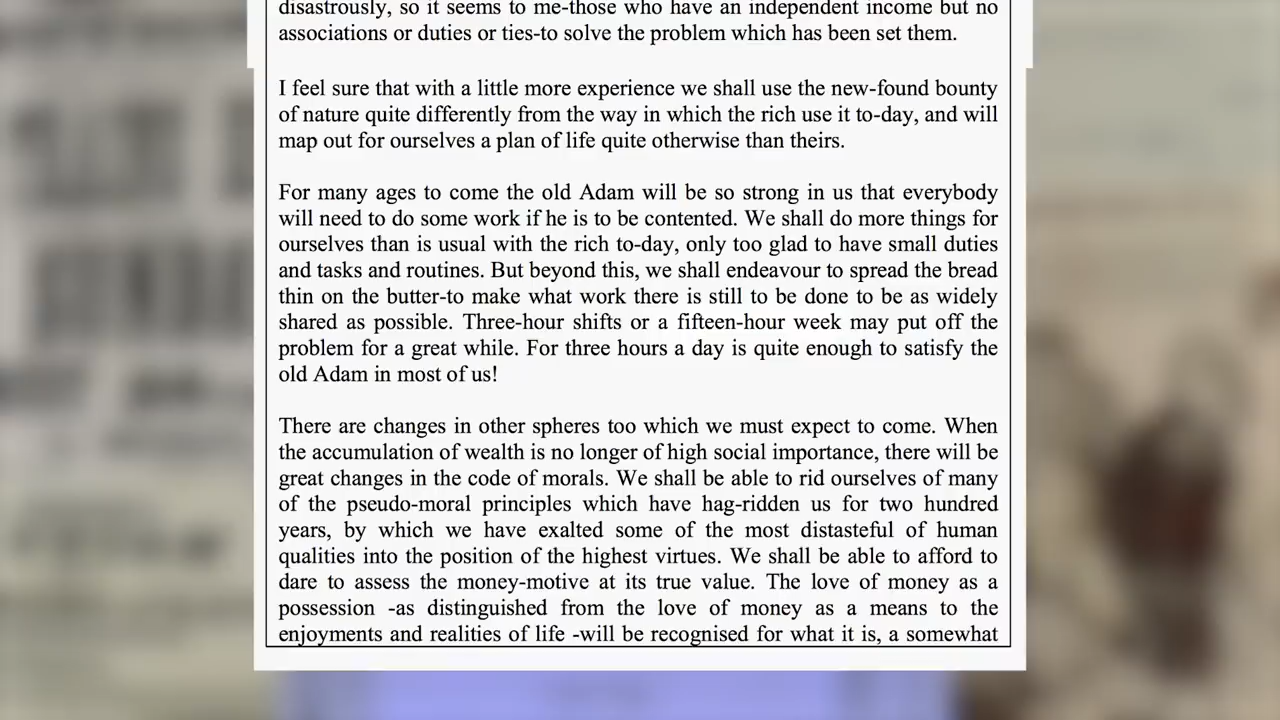 disastrously, so it seems to me-those who have an independent income but no
associations or duties or ties-to solve the problem which has been set them.
I feel sure that with a little more experience we shall use the new-found bounty
of nature quite differently from the way in which the rich use it to-day, and will
map out for ourselves a plan of life quite otherwise than theirs.
For many ages to come the old Adam will be so strong in us that everybody
will need to do some work if he is to be contented. We shall do more things for
ourselves than is usual with the rich to-day, only too glad to have small duties
and tasks and routines. But beyond this, we shall endeavour to spread the bread
thin on the butter-to make what work there is still to be done to be as widely
shared as possible. Three-hour shifts or a fifteen-hour week may put off the
problem for a great while. For three hours a day is quite enough to satisfy the
old Adam in most of us!
There are changes in other spheres too which we must expect to come. When
the accumulation of wealth is no longer of high social importance, there will be
great changes in the code of morals. We shall be able to rid ourselves of many
of the pseudo-moral principles which have hag-ridden us for two hundred
years, by which we have exalted some of the most distasteful of human
qualities into the position of the highest virtues. We shall be able to afford to
dare to assess the money-motive at its true value. The love of money as a
possession -as distinguished from the love of money as a means to the
enjoyments and realities of life -will be recognised for what it is, a somewhat